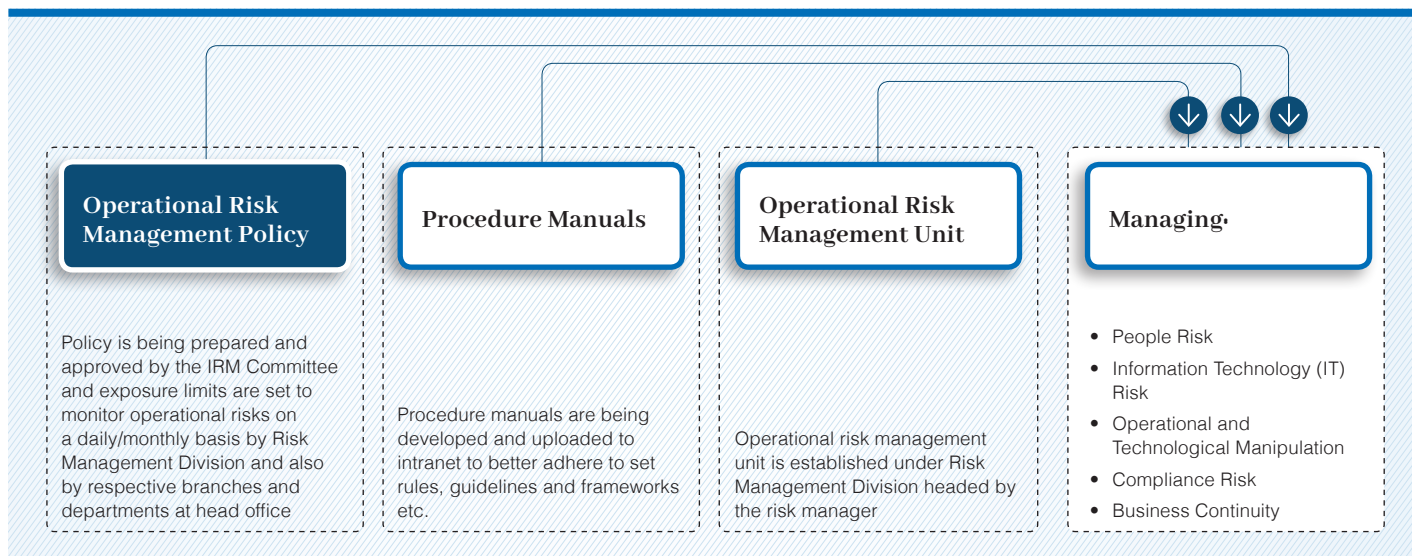 Operational Risk
Management Policy
Policy is being prepared and
approved by the IRM Committee
and exposure limits are set to
monitor operational risks on
a daily/monthly basis by Risk
Management Division and also
by respective branches and
departments at head office
Procedure Manuals
Procedure manuals are being
developed and uploaded to
intranet to better adhere to set
rules, guidelines and frameworks
etc.
Operational Risk
Management Unit
Operational risk management
unit is established under Risk
Management Division headed by
the risk manager
Managing·
• People Risk
• Information Technology (IT)
Risk
• Operational and
Technological Manipulation
• Compliance Risk
• Business Continuity